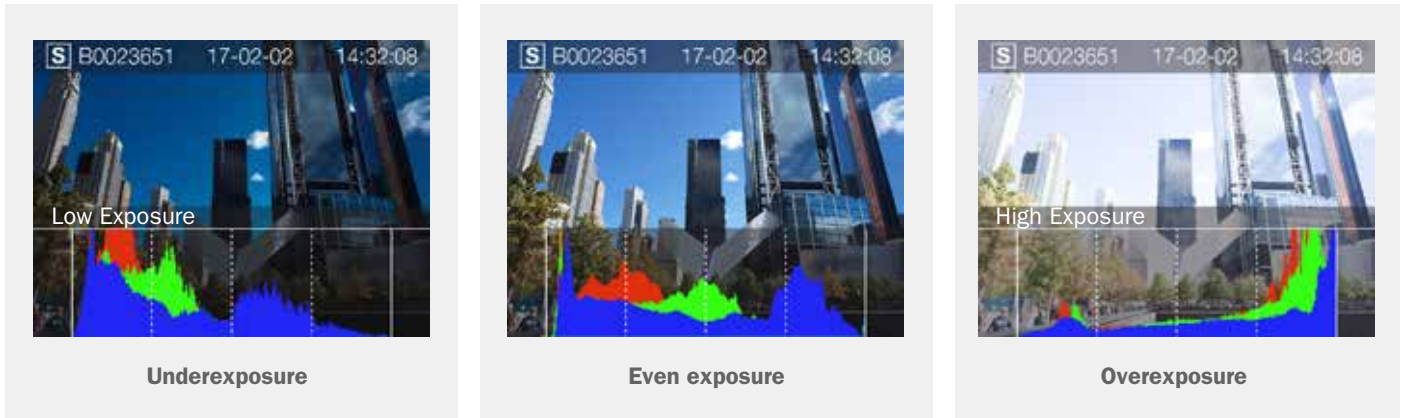 S B0023651 17-02-02 14:32:08
Low Exposure
Underexposure
S B0023651 17-02-02 14:32:08
Even exposure
S B0023651 17-02-02 14:32:08
High Exposure
Overexposure